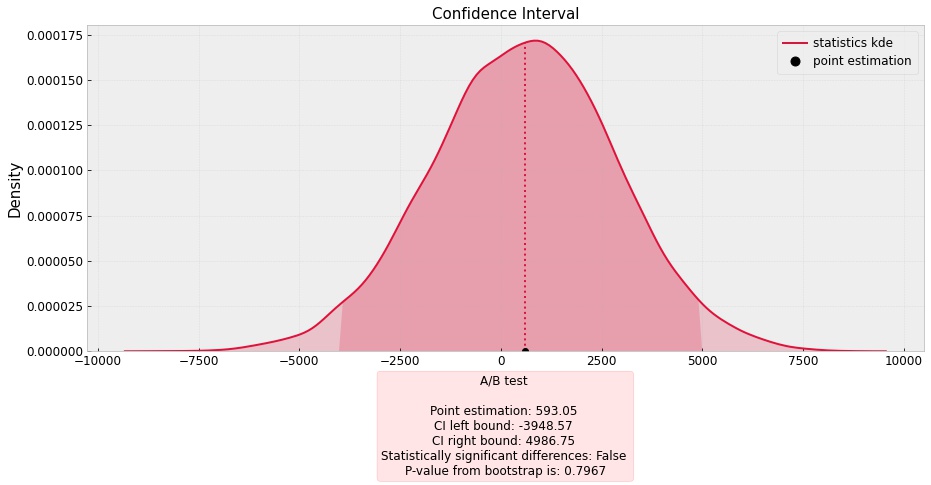 Confidence Interval
statistics kde
point estimation
Density
0.000175
0.000150
0.000125
0.000100
0.000075
0.000050
0.000025
0.000000
−10000 −7500 −5000 −2500 0 2500 5000 7500 10000
A/B test
Point estimation: 593.05
CI left bound: -3948.57
CI right bound: 4986.75
Statistically significant differences: False
P-value from bootstrap is: 0.7967